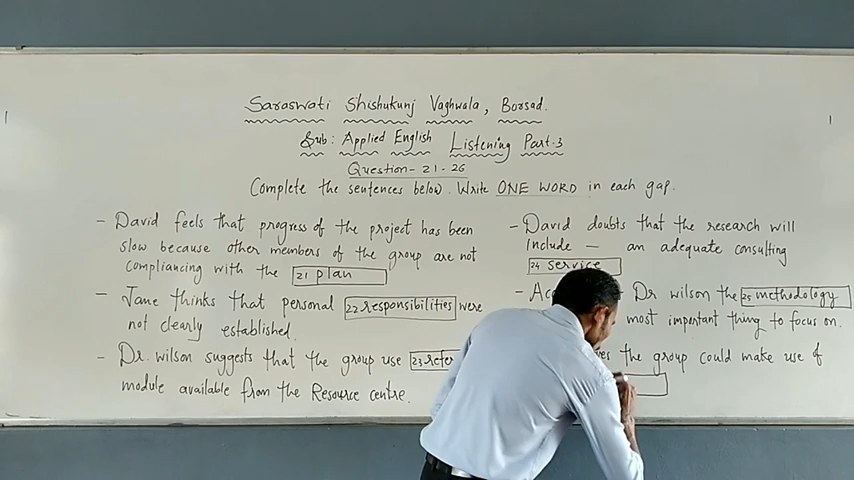 Saraswati Shishukunj Vaghwala, Borsad.
Sub: Applied English Listening Part-3
Question-21-26
Complete the sentences below. Write ONE WORD in each gap.
- David feels that progress of the project has been
slow because other members of the group are not
compliancing with the 21 plan
- Jane thinks that personal 22 responsibilities were
not clearly established.
- Dr. Wilson suggests that the group use 23
module available from the Resource centre.
- David doubts that the research will
include — an adequate consulting
24 service
- Dr wilson the 25 methodology
most important thing to focus on.
the group could make use of